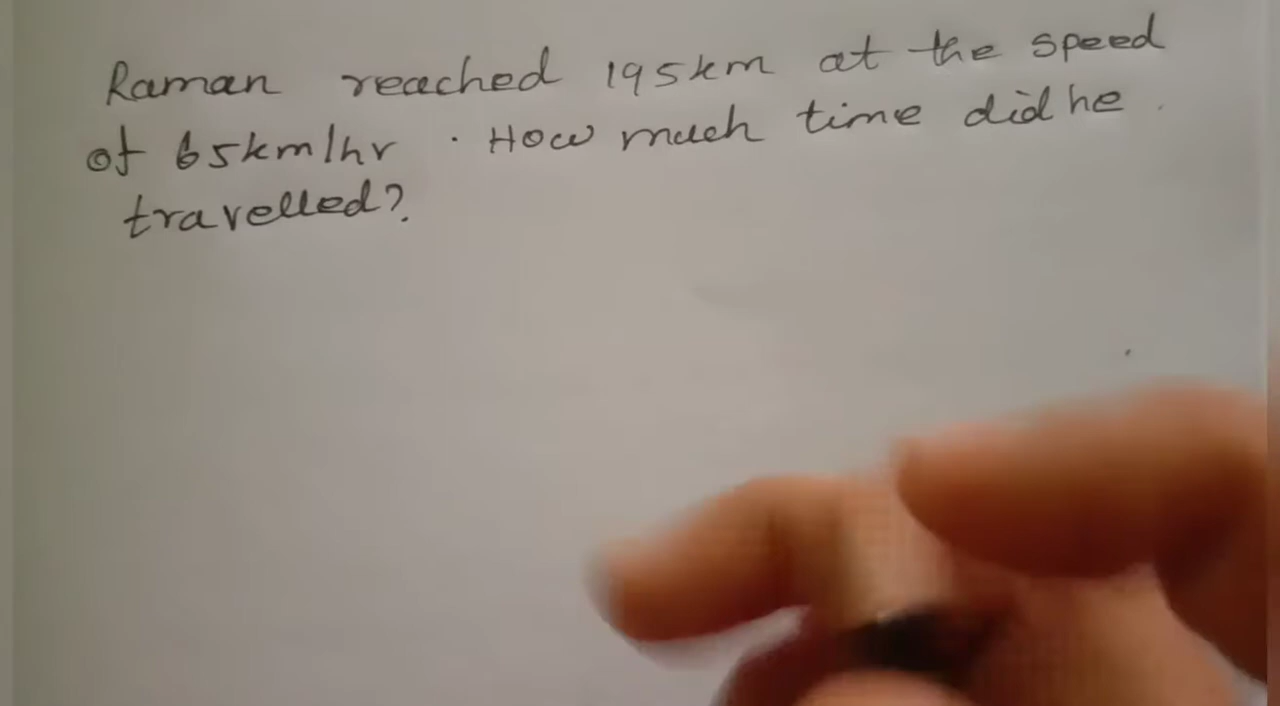 Raman reached 195km at the speed
of 65km/hr . How much time did he
travelled?